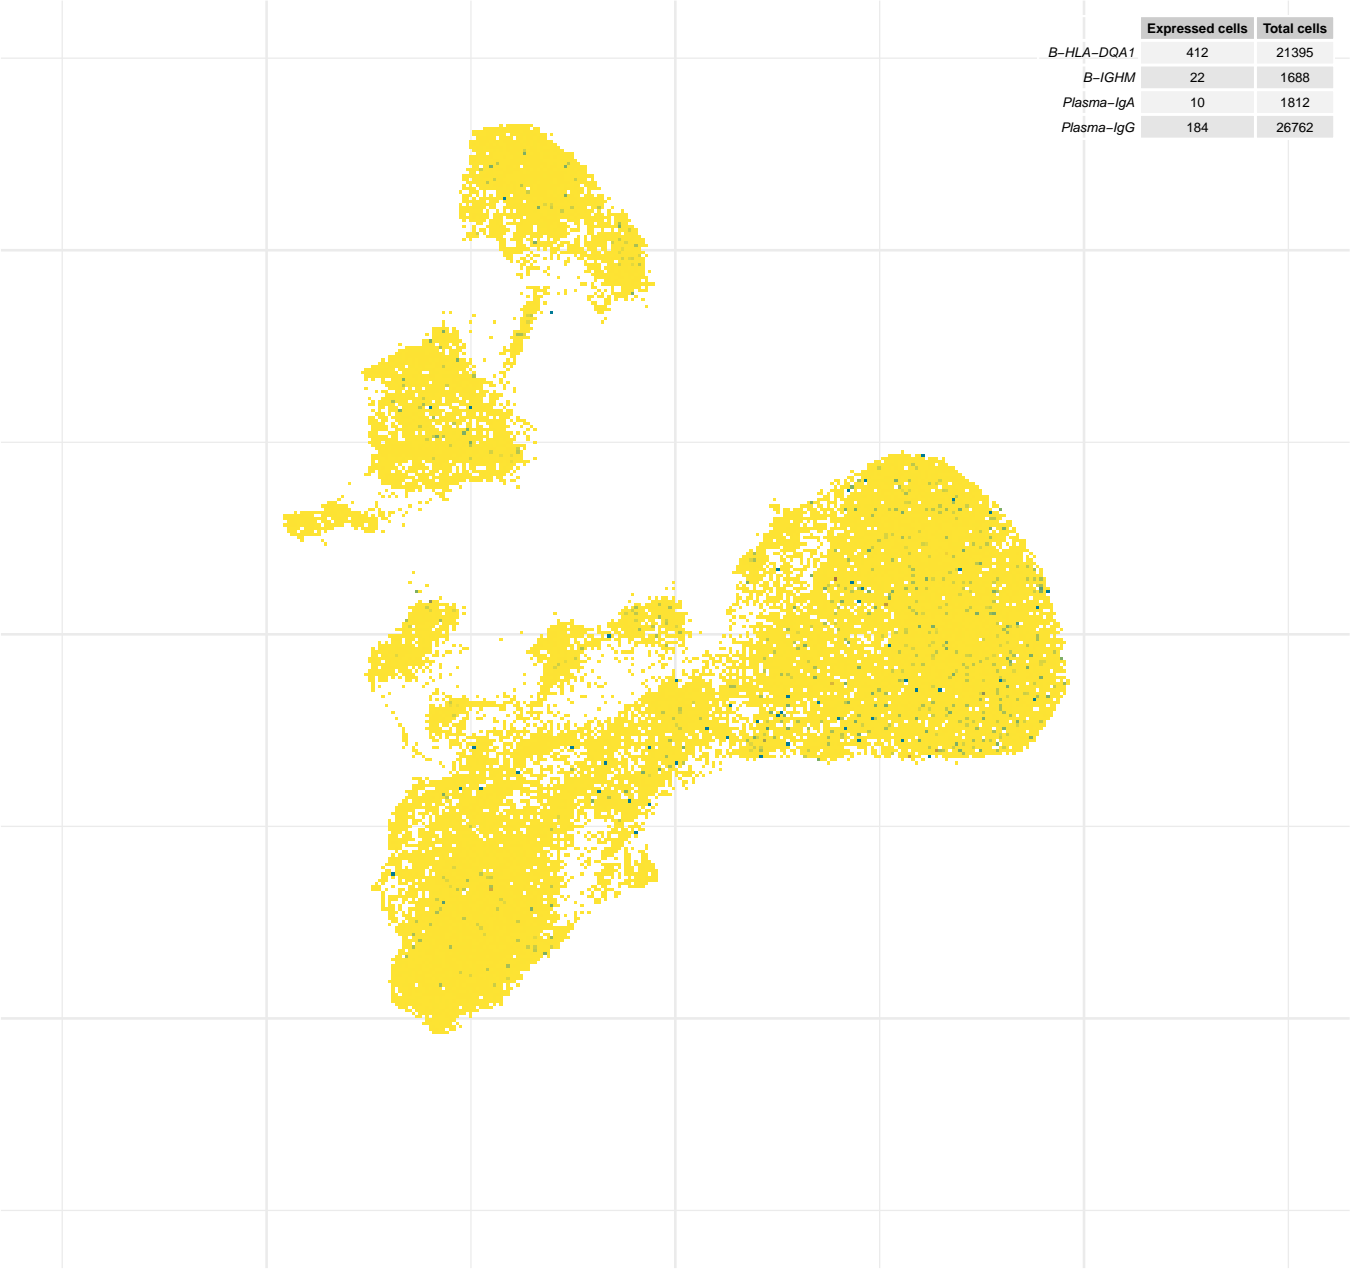 Expressed cells Total cells
B−HLA−DQA1 412 21395
B−IGHM 22 1688
Plasma−IgA 10 1812
Plasma−IgG 184 26762